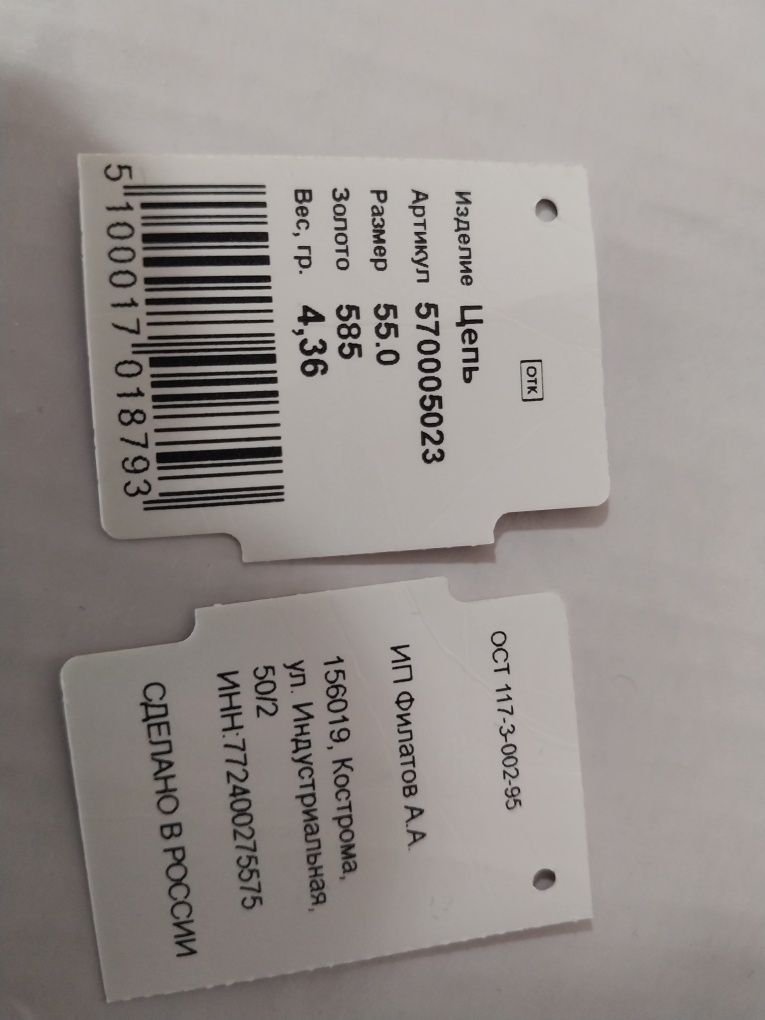 ОТК
Изделие Цепь
Артикул 570005023
Размер 55.0
Золото 585
Вес, гр. 4,36
5 100017 018793
ОСТ 117-3-002-95
ИП Филатов А.А.
156019, Кострома,
ул. Индустриальная,
50/2
ИНН:772400275575
СДЕЛАНО В РОССИИ